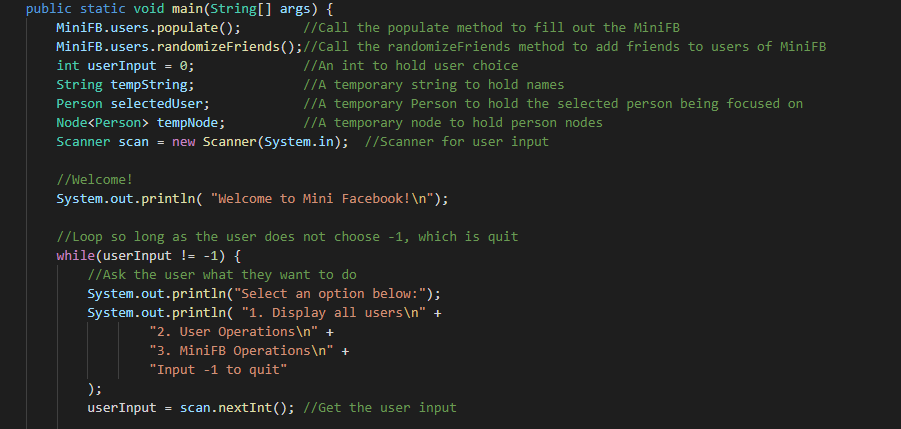 public static void main(String[] args) {
MiniFB.users.populate();        //Call the populate method to fill out the MiniFB
MiniFB.users.randomizeFriends();//Call the randomizeFriends method to add friends to users of MiniFB
int userInput = 0;              //An int to hold user choice
String tempString;              //A temporary string to hold names
Person selectedUser;            //A temporary Person to hold the selected person being focused on
Node<Person> tempNode;          //A temporary node to hold person nodes
Scanner scan = new Scanner(System.in);  //Scanner for user input
//Welcome!
System.out.println( "Welcome to Mini Facebook!\n");
//Loop so long as the user does not choose -1, which is quit
while(userInput != -1) {
//Ask the user what they want to do
System.out.println("Select an option below:");
System.out.println( "1. Display all users\n" +
"2. User Operations\n" +
"3. MiniFB Operations\n" +
"Input -1 to quit"
);
userInput = scan.nextInt(); //Get the user input